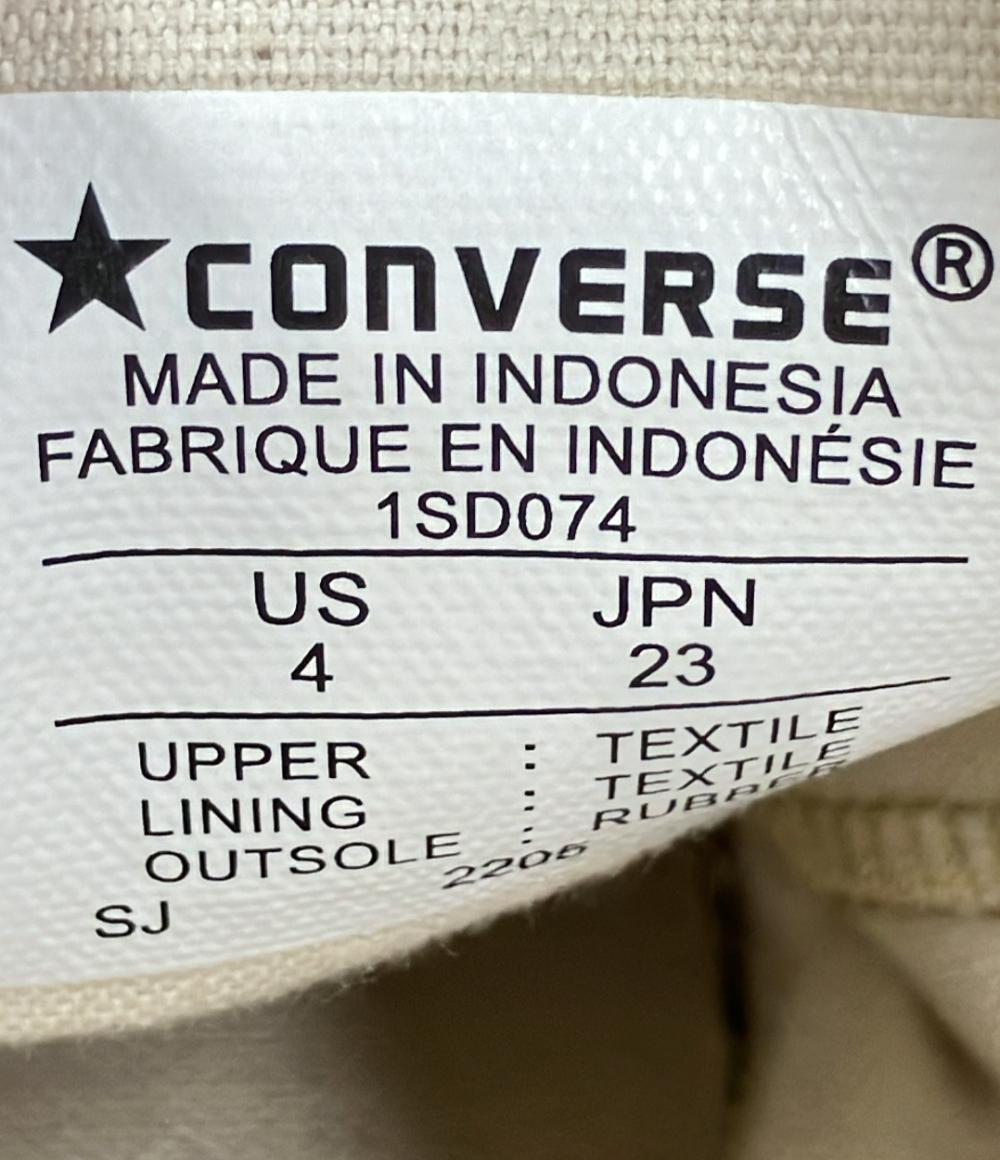 ★CONVERSE®
MADE IN INDONESIA
FABRIQUE EN INDONÉSIE
1SD074
US JPN
4 23
UPPER : TEXTILE
LINING : TEXTILE
OUTSOLE : RUBBER
SJ 2205